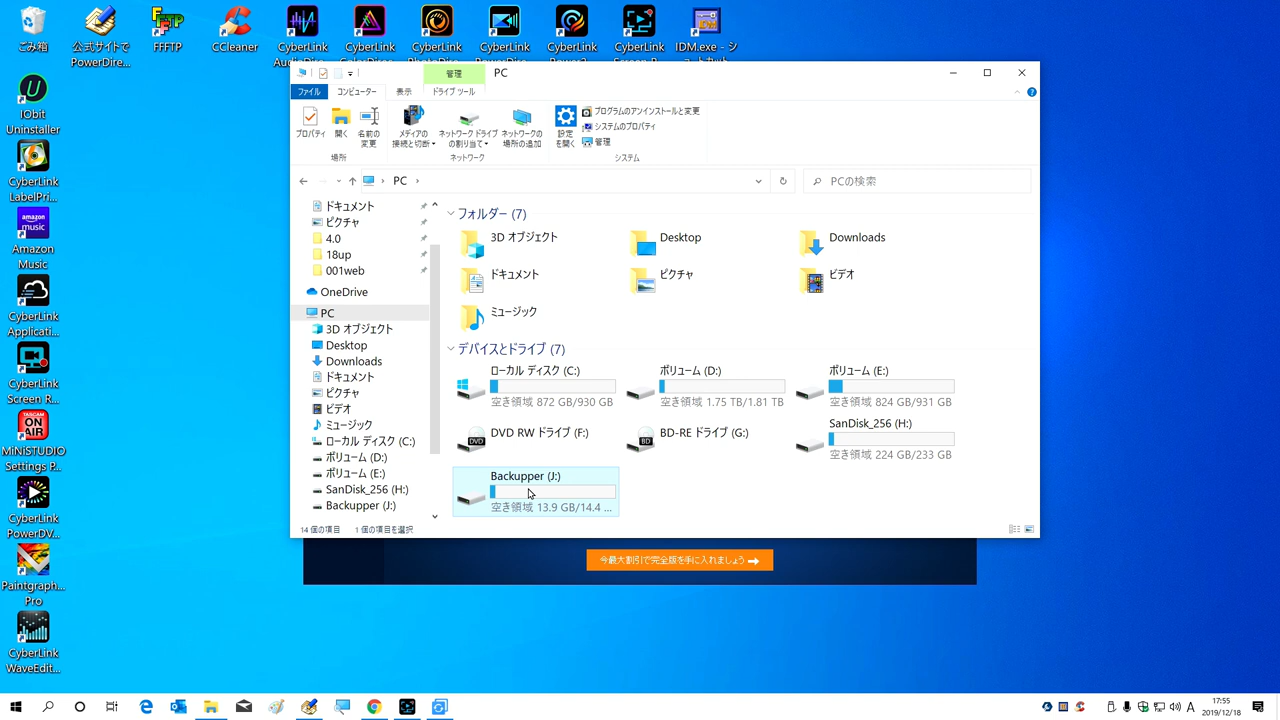 ごみ箱
公式サイトで
PowerDire...
FFFTP
CCleaner
CyberLink
CyberLink
CyberLink
CyberLink
CyberLink
CyberLink
IDM.exe - シ
IObit
Uninstaller
CyberLink
LabelPri...
Amazon
Music
CyberLink
Applicati...
CyberLink
Screen R...
MiNiSTUDIO
Settings P...
CyberLink
PowerDV...
Paintgraph...
Pro
CyberLink
WaveEdit...
管理
PC
ファイル
コンピューター
表示
ドライブ ツール
プロパティ
開く
名前の
変更
場所
メディアの
接続と切断
ネットワーク ドライブ
の割り当て
ネットワークの
場所の追加
ネットワーク
設定
を開く
プログラムのアンインストールと変更
システムのプロパティ
管理
システム
PC
PCの検索
ドキュメント
ピクチャ
4.0
18up
001web
OneDrive
PC
3D オブジェクト
Desktop
Downloads
ドキュメント
ピクチャ
ビデオ
ミュージック
ローカル ディスク (C:)
ボリューム (D:)
ボリューム (E:)
SanDisk_256 (H:)
Backupper (J:)
フォルダー (7)
3D オブジェクト
Desktop
Downloads
ドキュメント
ピクチャ
ビデオ
ミュージック
デバイスとドライブ (7)
ローカル ディスク (C:)
空き領域 872 GB/930 GB
ボリューム (D:)
空き領域 1.75 TB/1.81 TB
ボリューム (E:)
空き領域 824 GB/931 GB
DVD RW ドライブ (F:)
BD-RE ドライブ (G:)
SanDisk_256 (H:)
空き領域 224 GB/233 GB
Backupper (J:)
空き領域 13.9 GB/14.4 ...
14 個の項目
1 個の項目を選択
今最大割引で完全版を手に入れましょう
A
17:55
2019/12/18